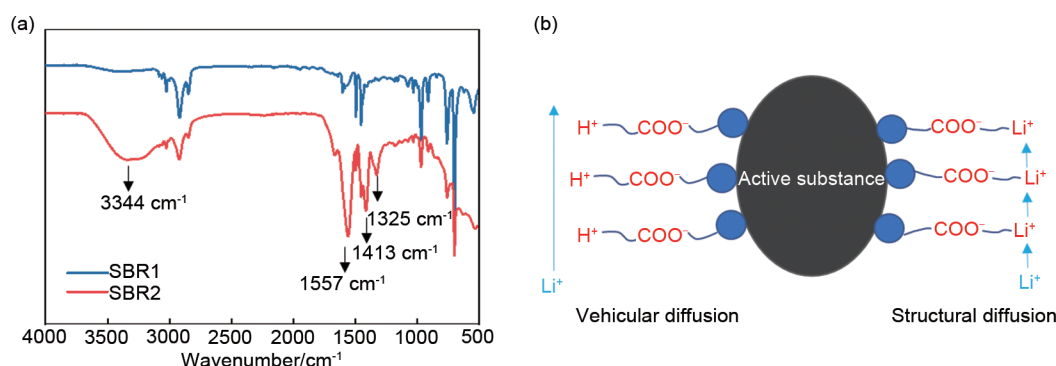 (a)
3344 cm⁻¹
1325 cm⁻¹
1413 cm⁻¹
1557 cm⁻¹
SBR1
SBR2
4000 3500 3000 2500 2000 1500 1000 500
Wavenumber/cm⁻¹
(b)
H⁺ COO⁻ COO⁻ Li⁺
H⁺ COO⁻ Active substance COO⁻ Li⁺
H⁺ COO⁻ COO⁻ Li⁺
Li⁺ Li⁺
Vehicular diffusion Structural diffusion